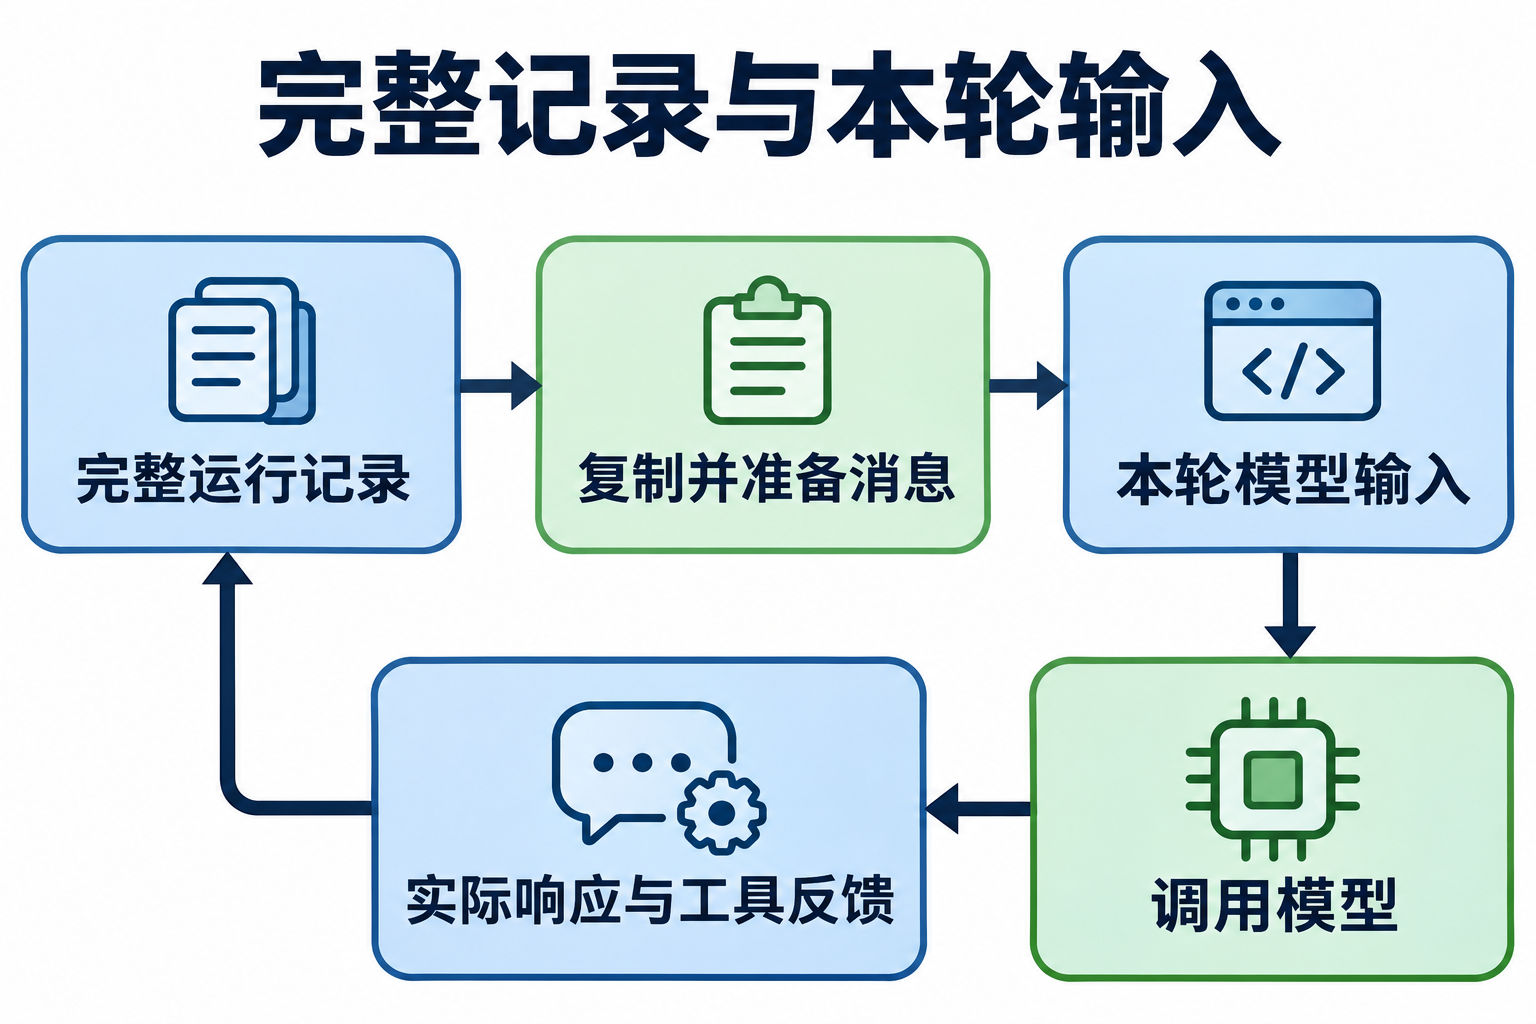 完整记录与本轮输入
完整运行记录
复制并准备消息
</>
本轮模型输入
实际响应与工具反馈
调用模型